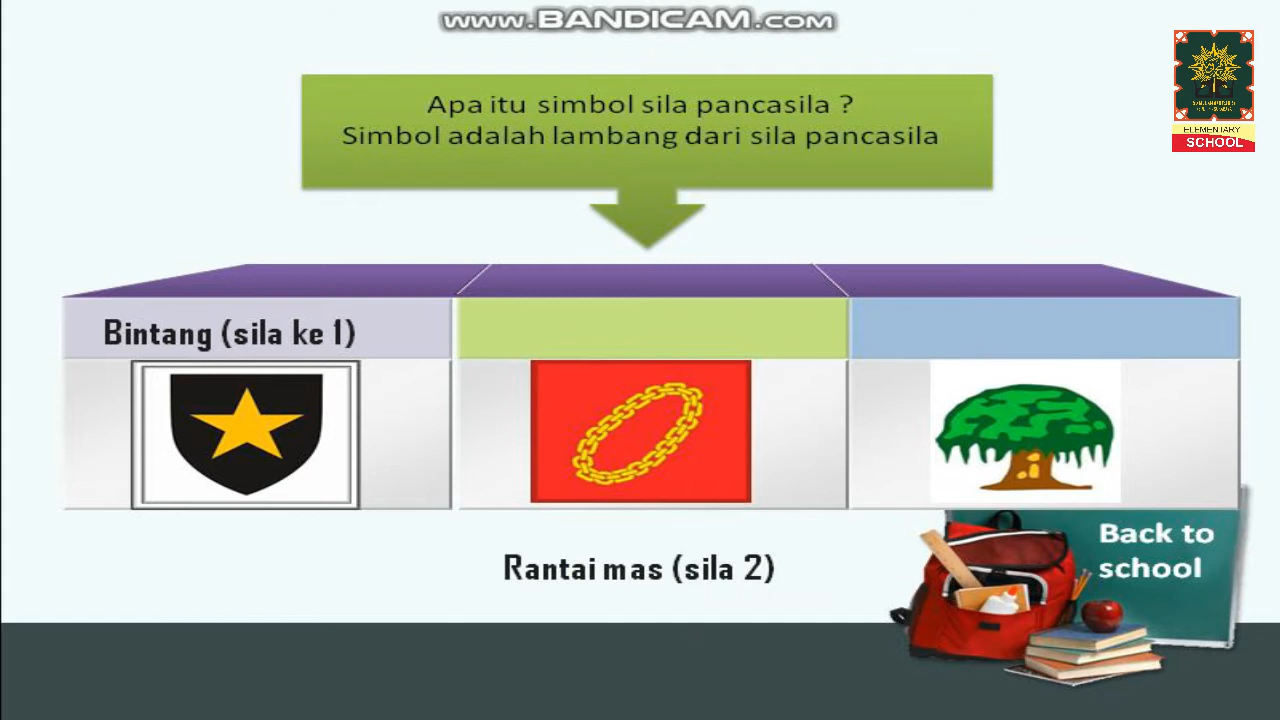 www.BANDICAM.com
Apa itu simbol sila pancasila ?
Simbol adalah lambang dari sila pancasila
ELEMENTARY
SCHOOL
Bintang (sila ke 1)
Rantai mas (sila 2)
Back to
school